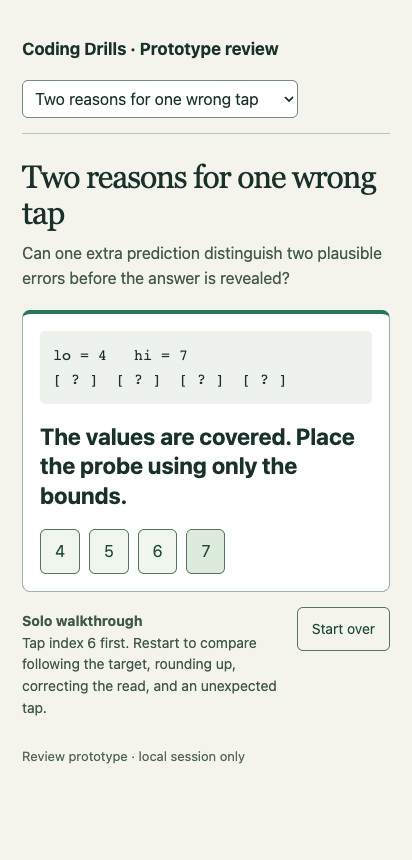 Coding Drills · Prototype review
Two reasons for one wrong tap
Two reasons for one wrong
tap
Can one extra prediction distinguish two plausible
errors before the answer is revealed?
lo = 4   hi = 7
[ ? ]  [ ? ]  [ ? ]  [ ? ]
The values are covered. Place
the probe using only the
bounds.
4 5 6 7
Solo walkthrough
Tap index 6 first. Restart to compare
following the target, rounding up,
correcting the read, and an unexpected
tap.
Start over
Review prototype · local session only